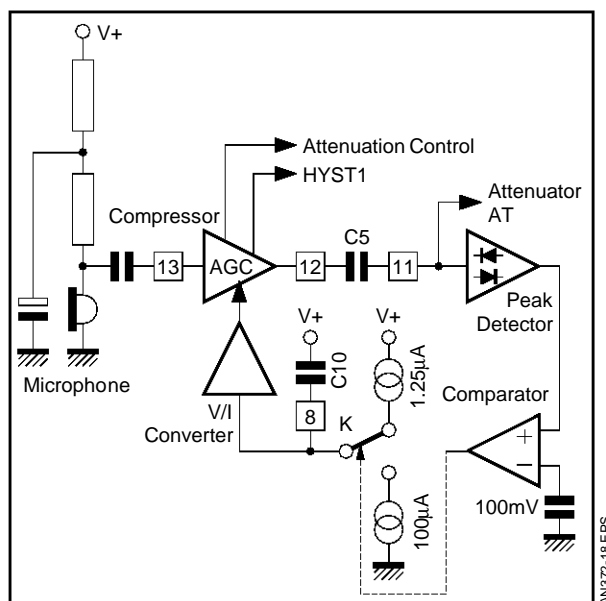 V+
Attenuation Control
HYST1
Compressor
Attenuator
AT
C5
13
AGC
12
11
Peak
Detector
V+
V+
Microphone
C10
1.25µA
V/I
Converter
8
K
Comparator
+
−
100µA
100mV